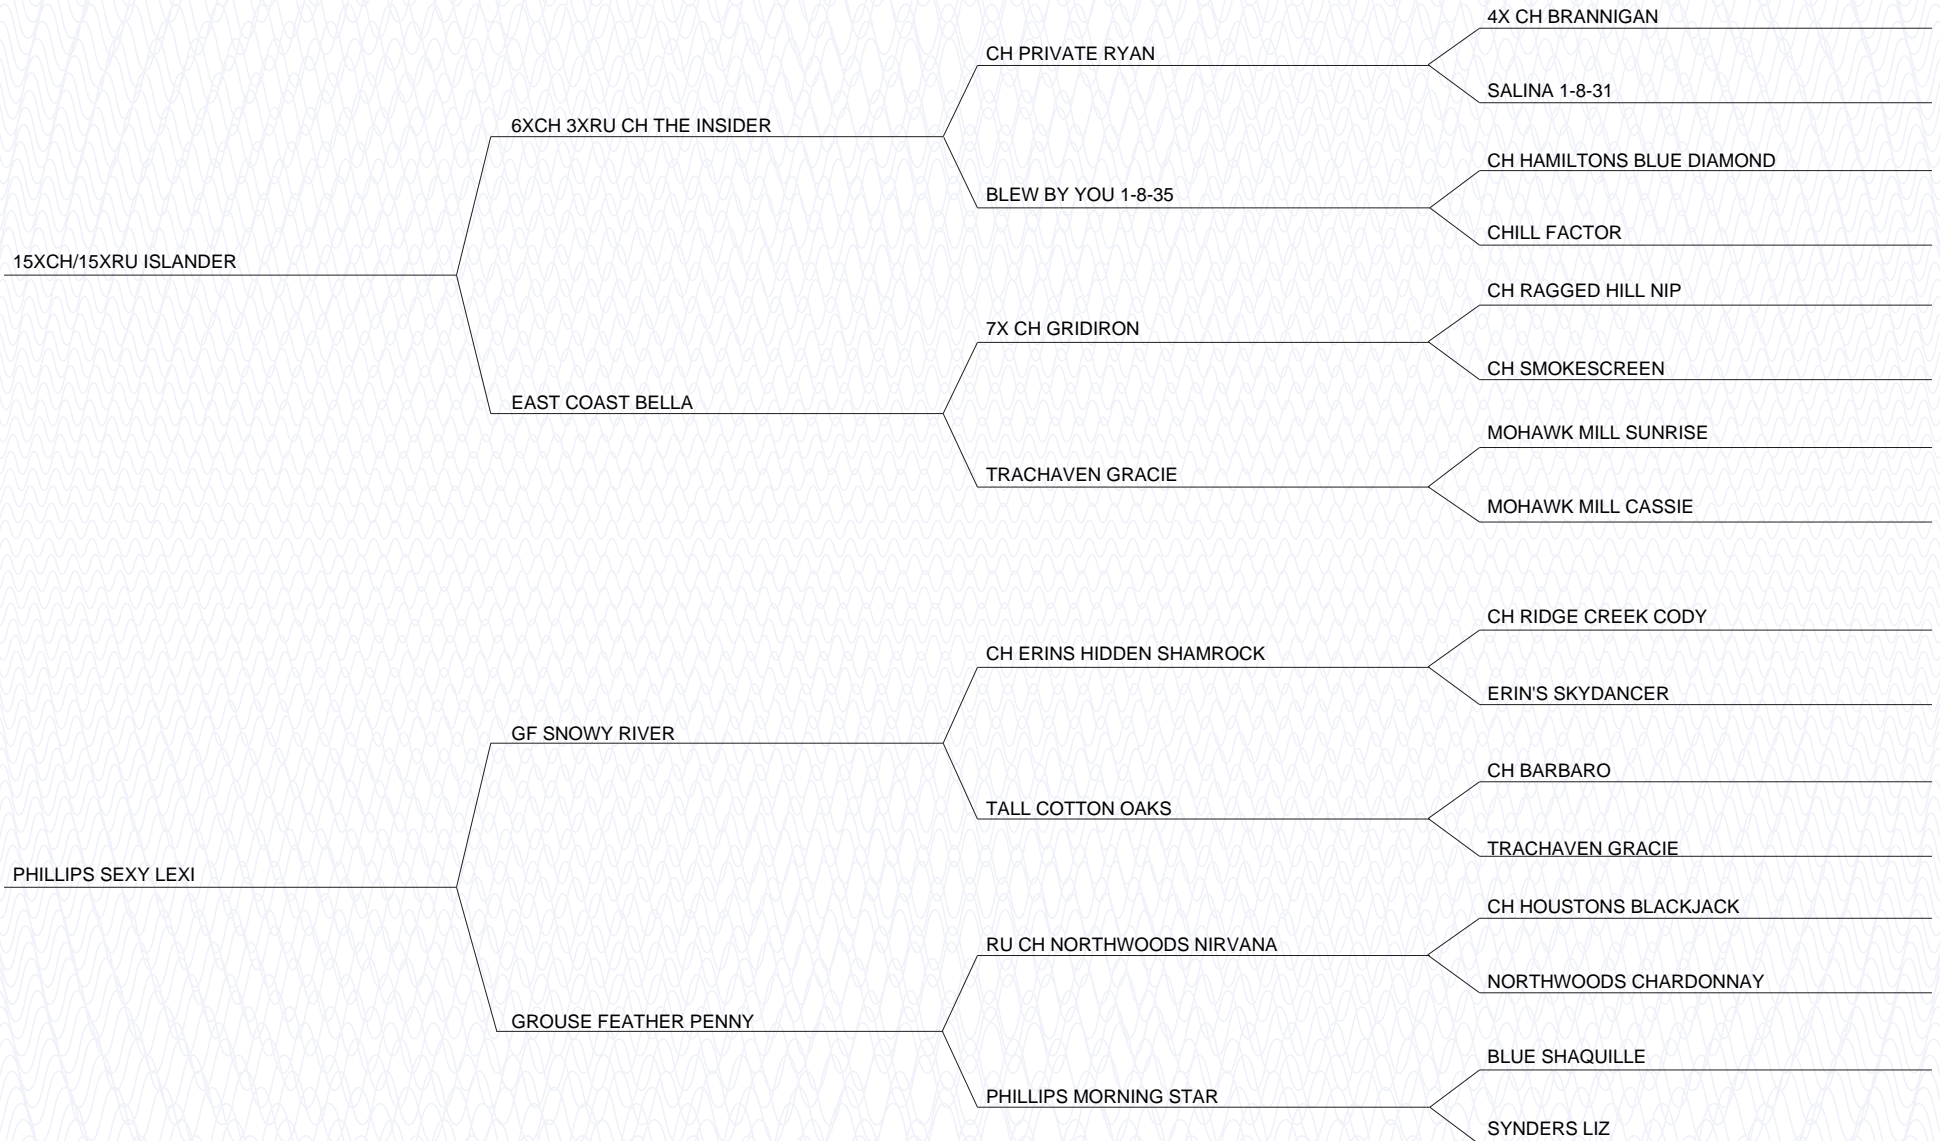 4X CH BRANNIGAN
CH PRIVATE RYAN
SALINA 1-8-31
6XCH 3XRU CH THE INSIDER
CH HAMILTONS BLUE DIAMOND
BLEW BY YOU 1-8-35
CHILL FACTOR
15XCH/15XRU ISLANDER
CH RAGGED HILL NIP
7X CH GRIDIRON
CH SMOKESCREEN
EAST COAST BELLA
MOHAWK MILL SUNRISE
TRACHAVEN GRACIE
MOHAWK MILL CASSIE
CH RIDGE CREEK CODY
CH ERINS HIDDEN SHAMROCK
ERIN'S SKYDANCER
GF SNOWY RIVER
CH BARBARO
TALL COTTON OAKS
TRACHAVEN GRACIE
PHILLIPS SEXY LEXI
CH HOUSTONS BLACKJACK
RU CH NORTHWOODS NIRVANA
NORTHWOODS CHARDONNAY
GROUSE FEATHER PENNY
BLUE SHAQUILLE
PHILLIPS MORNING STAR
SYNDERS LIZ